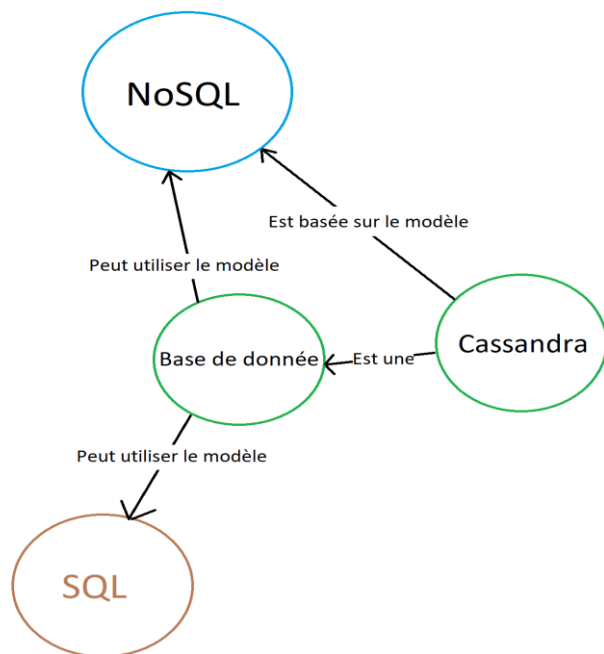 NoSQL
Est basée sur le modèle
Peut utiliser le modèle
Cassandra
Base de donnée
Est une
Peut utiliser le modèle
SQL